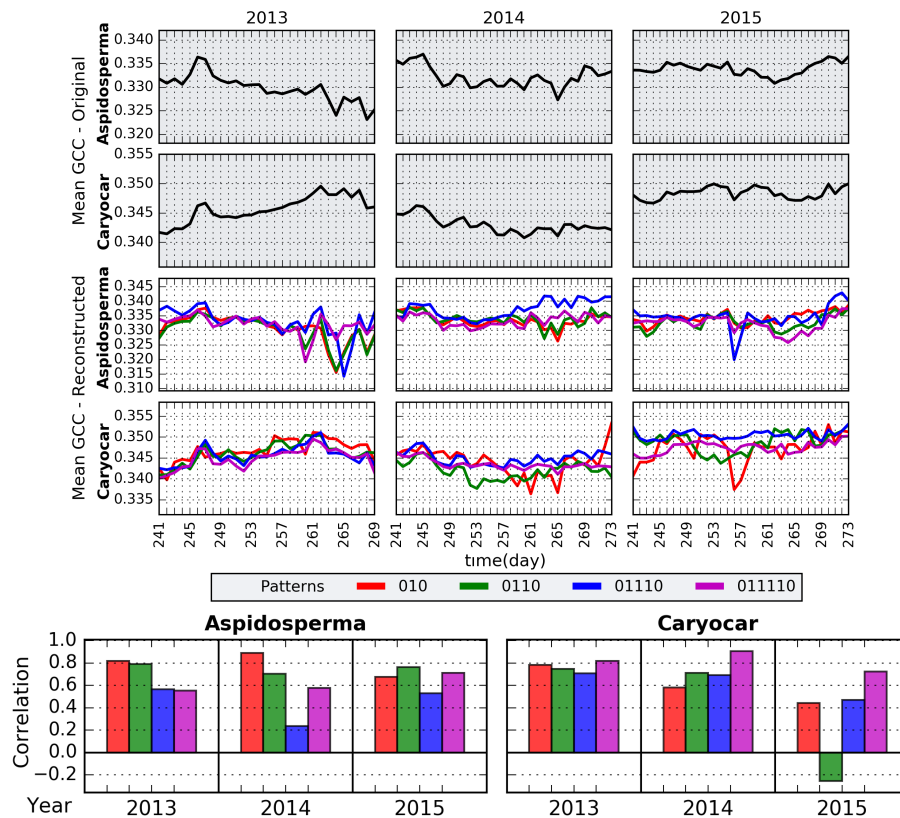 2013 2014 2015
Mean GCC - Original
Aspidosperma
0.340
0.330
0.320
Caryocar
0.355
0.350
0.345
0.340
Mean GCC - Reconstructed
Aspidosperma
0.345
0.340
0.335
0.330
0.325
0.320
0.315
0.310
Caryocar
0.355
0.350
0.345
0.340
0.335
241 245 249 253 257 261 265 269 241 245 249 253 257 261 265 269 273 241 245 249 253 257 261 265 269 273
time(day)
Patterns 010 0110 01110 011110
Aspidosperma Caryocar
Correlation
1.0
0.8
0.6
0.4
0.2
0.0
−0.2
Year 2013 2014 2015 2013 2014 2015